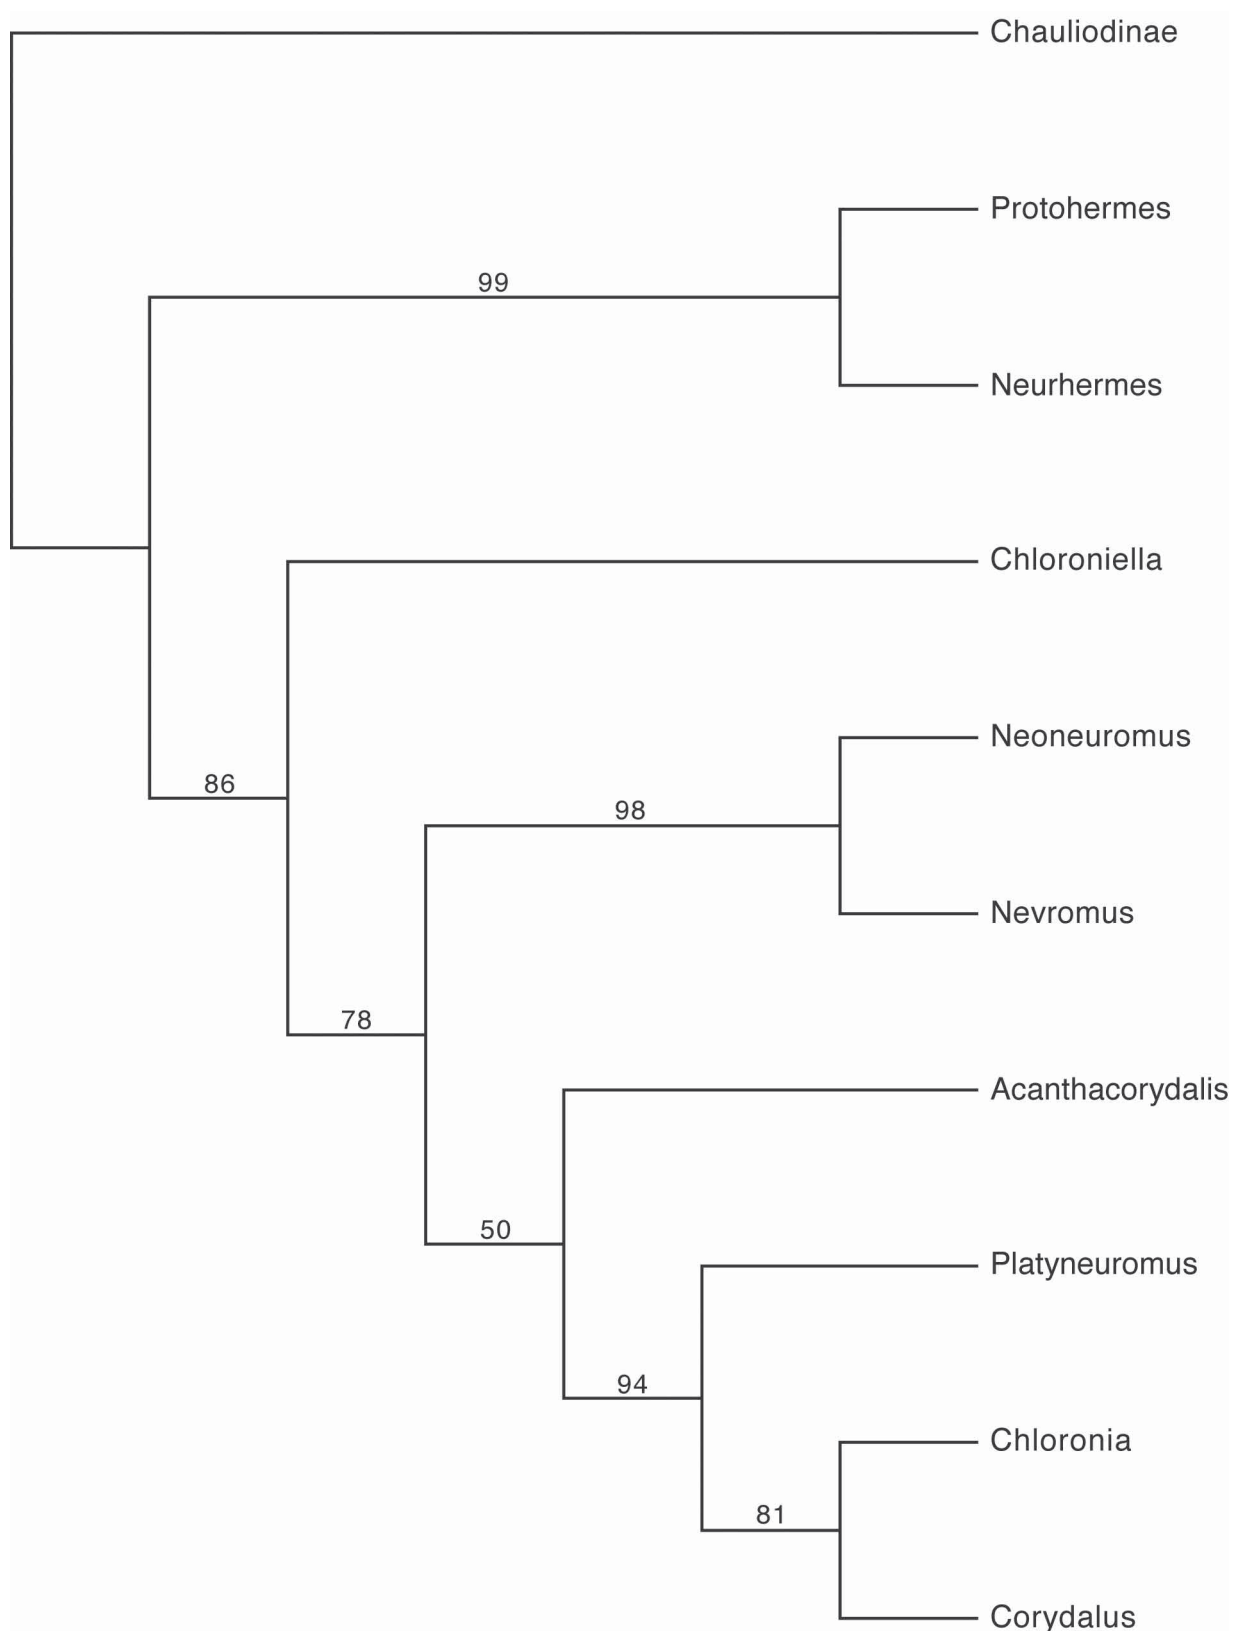 Chauliodinae
Protohermes
99
Neurhermes
Chloroniella
Neoneuromus
86
98
Nevromus
78
Acanthacorydalis
50
Platyneuromus
94
Chloronia
81
Corydalus